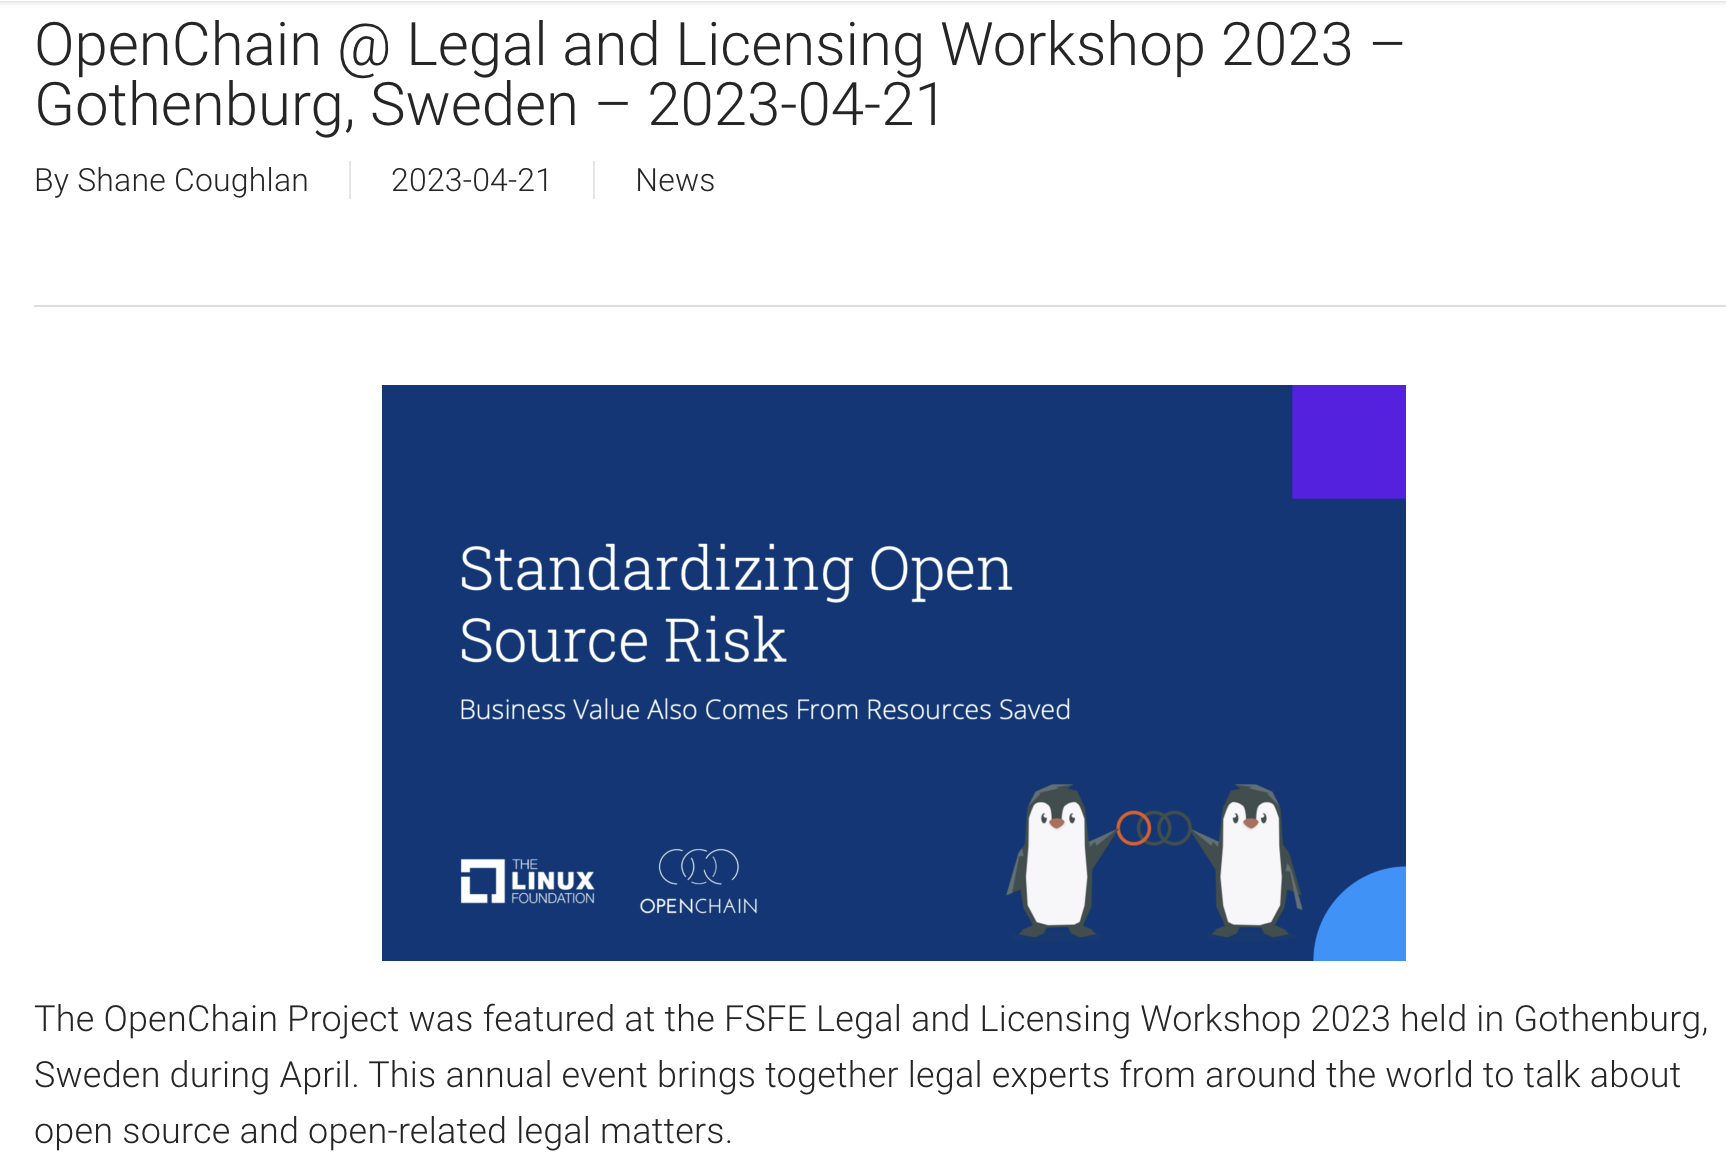 OpenChain @ Legal and Licensing Workshop 2023 –
Gothenburg, Sweden – 2023-04-21
By Shane Coughlan
2023-04-21
News
Standardizing Open
Source Risk
Business Value Also Comes From Resources Saved
THE
LINUX
FOUNDATION
OPENCHAIN
The OpenChain Project was featured at the FSFE Legal and Licensing Workshop 2023 held in Gothenburg,
Sweden during April. This annual event brings together legal experts from around the world to talk about
open source and open-related legal matters.